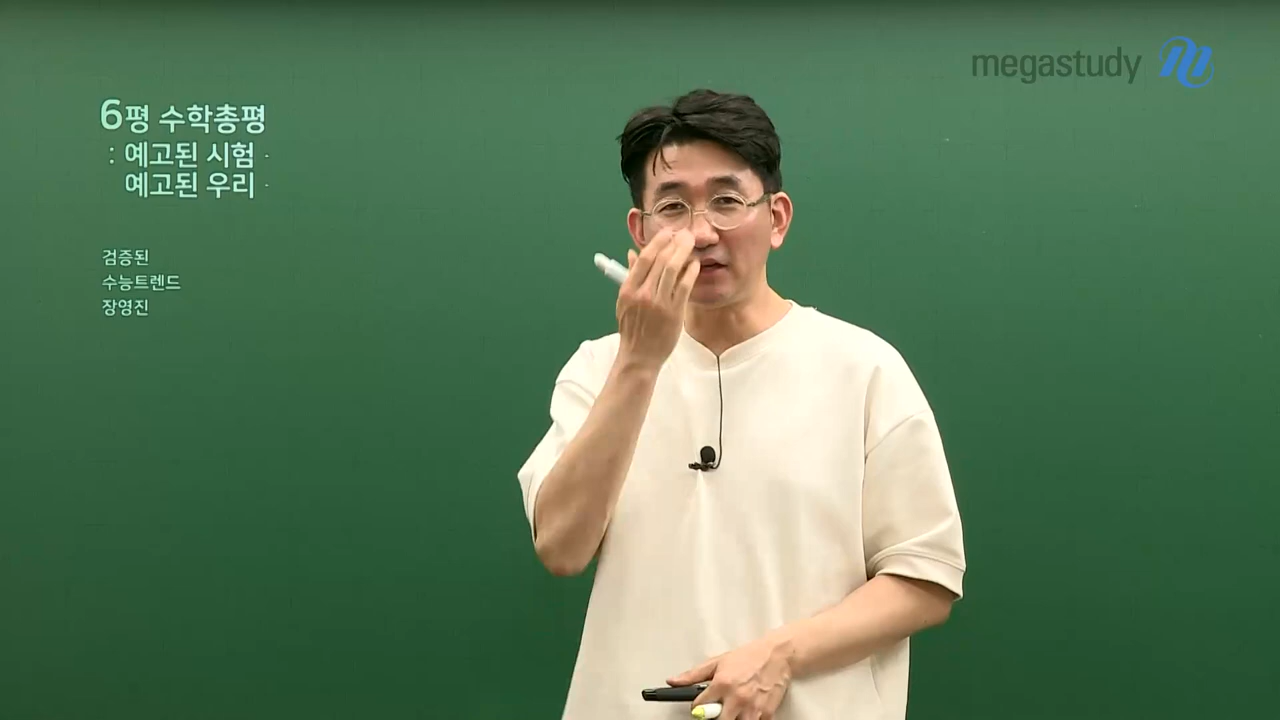 megastudy
6평 수학총평
: 예고된 시험 -
예고된 우리 -
검증된
수능트렌드
장영진